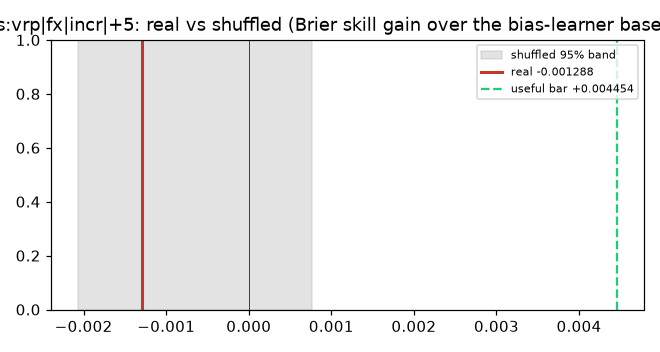 s:vrp|fx|incr|+5: real vs shuffled (Brier skill gain over the bias-learner base
shuffled 95% band
real -0.001288
useful bar +0.004454
1.0
0.8
0.6
0.4
0.2
0.0
−0.002 −0.001 0.000 0.001 0.002 0.003 0.004